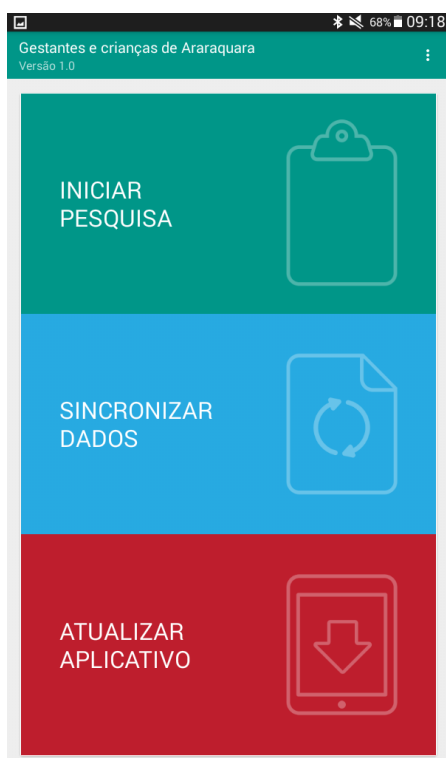 68% 09:18
Gestantes e crianças de Araraquara
Versão 1.0
INICIAR
PESQUISA
SINCRONIZAR
DADOS
ATUALIZAR
APLICATIVO